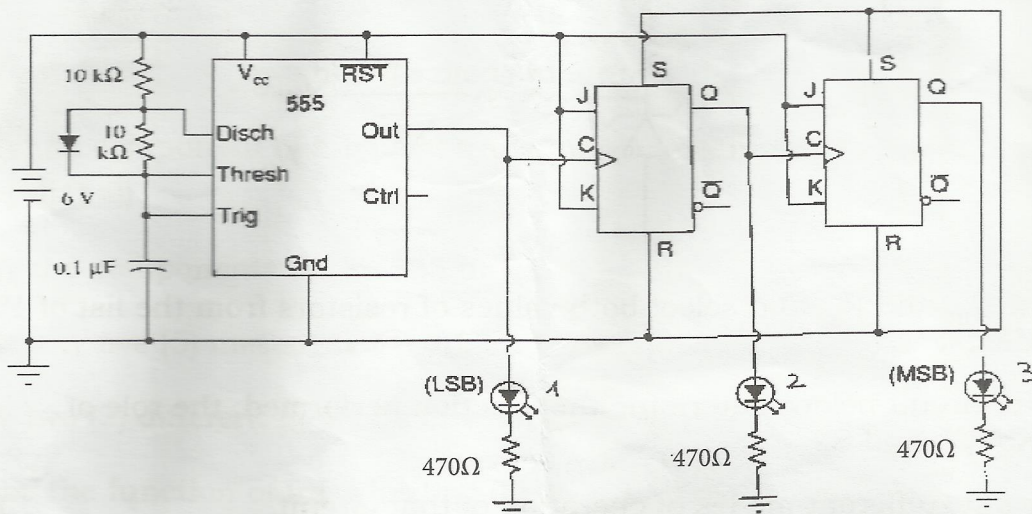 10 kΩ
10
kΩ
6 V
0.1 µF
Vcc
RST
555
Disch
Out
Thresh
Ctrl
Trig
Gnd
S
J
Q
C
K
Q
R
S
J
Q
C
K
Q
R
(LSB) 1
2
(MSB) 3
470Ω
470Ω
470Ω